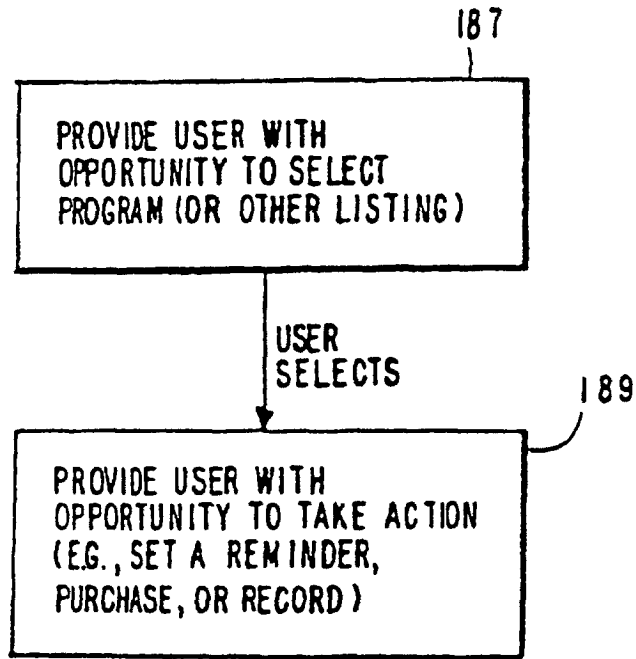 187
PROVIDE USER WITH
OPPORTUNITY TO SELECT
PROGRAM (OR OTHER LISTING)
USER
SELECTS
189
PROVIDE USER WITH
OPPORTUNITY TO TAKE ACTION
(E.G., SET A REMINDER,
PURCHASE, OR RECORD)